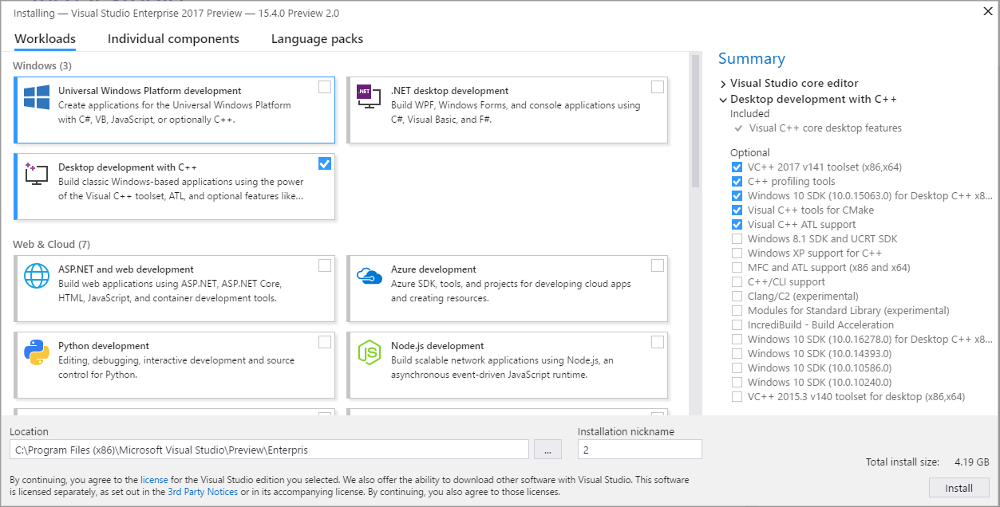 Installing — Visual Studio Enterprise 2017 Preview — 15.4.0 Preview 2.0
Workloads
Individual components
Language packs
Windows (3)
Universal Windows Platform development
Create applications for the Universal Windows Platform
with C#, VB, JavaScript, or optionally C++.
.NET
.NET desktop development
Build WPF, Windows Forms, and console applications using
C#, Visual Basic, and F#.
Desktop development with C++
Build classic Windows-based applications using the power
of the Visual C++ toolset, ATL, and optional features like...
Web & Cloud (7)
ASP.NET and web development
Build web applications using ASP.NET, ASP.NET Core,
HTML, JavaScript, and container development tools.
Azure development
Azure SDK, tools, and projects for developing cloud apps
and creating resources.
Python development
Editing, debugging, interactive development and source
control for Python.
JS
Node.js development
Build scalable network applications using Node.js, an
asynchronous event-driven JavaScript runtime.
Summary
Visual Studio core editor
Desktop development with C++
Included
Visual C++ core desktop features
Optional
VC++ 2017 v141 toolset (x86,x64)
C++ profiling tools
Windows 10 SDK (10.0.15063.0) for Desktop C++ x8...
Visual C++ tools for CMake
Visual C++ ATL support
Windows 8.1 SDK and UCRT SDK
Windows XP support for C++
MFC and ATL support (x86 and x64)
C++/CLI support
Clang/C2 (experimental)
Modules for Standard Library (experimental)
IncrediBuild - Build Acceleration
Windows 10 SDK (10.0.16278.0) for Desktop C++ x8...
Windows 10 SDK (10.0.14393.0)
Windows 10 SDK (10.0.10586.0)
Windows 10 SDK (10.0.10240.0)
VC++ 2015.3 v140 toolset for desktop (x86,x64)
Location
C:\Program Files (x86)\Microsoft Visual Studio\Preview\Enterpris
...
Installation nickname
2
By continuing, you agree to the license for the Visual Studio edition you selected. We also offer the ability to download other software with Visual Studio. This software
is licensed separately, as set out in the 3rd Party Notices or in its accompanying license. By continuing, you also agree to those licenses.
Total install size: 4.19 GB
Install